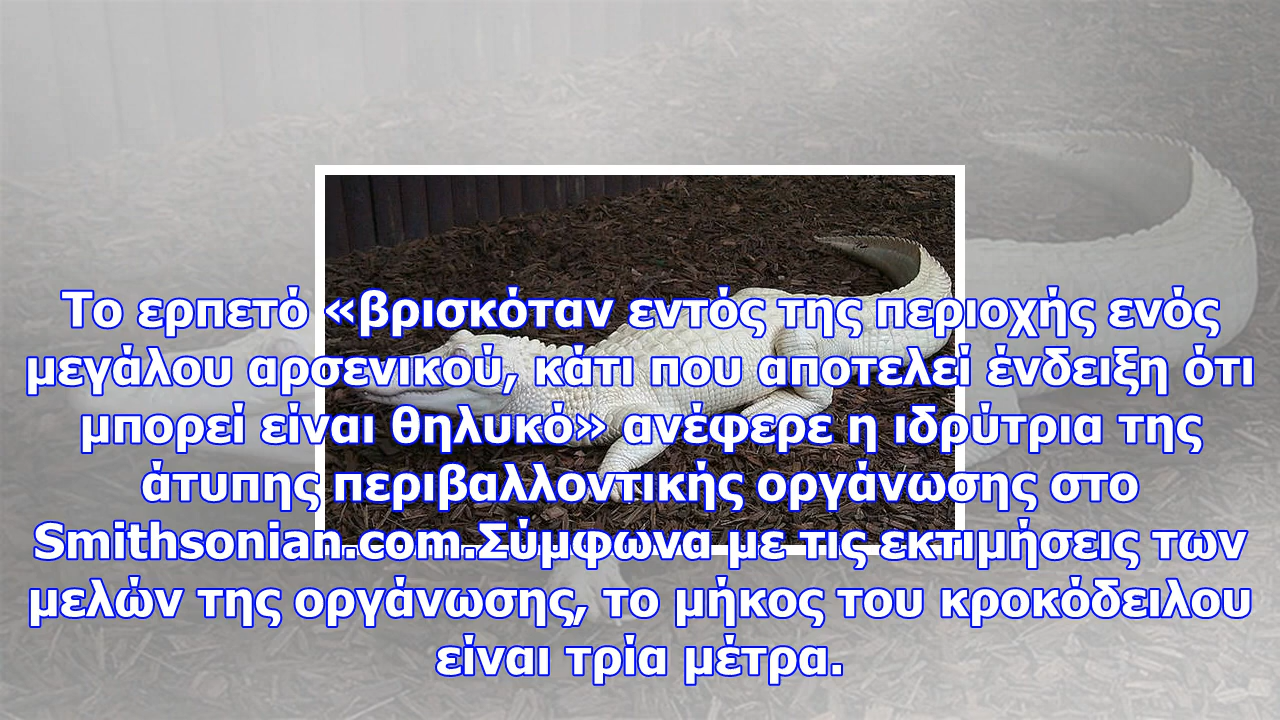 Το ερπετό «βρισκόταν εντός της περιοχής ενός
μεγάλου αρσενικού, κάτι που αποτελεί ένδειξη ότι
μπορεί είναι θηλυκό» ανέφερε η ιδρύτρια της
άτυπης περιβαλλοντικής οργάνωσης στο
Smithsonian.com.Σύμφωνα με τις εκτιμήσεις των
μελών της οργάνωσης, το μήκος του κροκόδειλου
είναι τρία μέτρα.